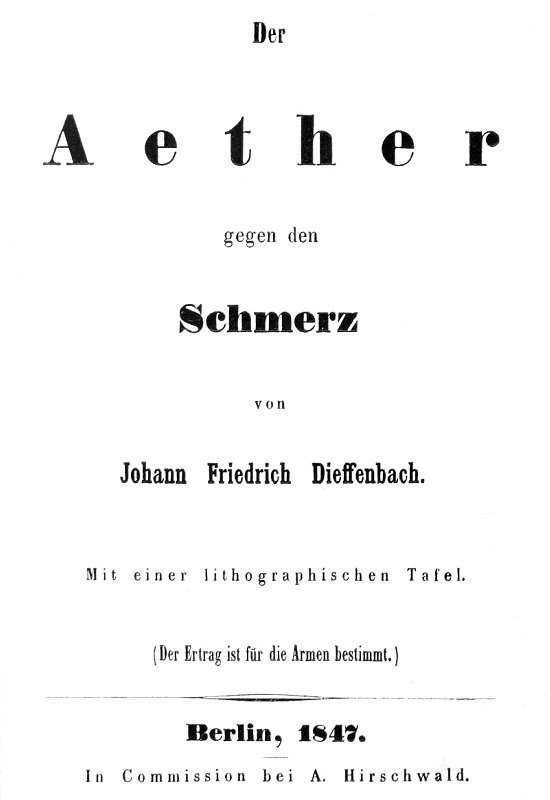 Der
Aether
gegen den
Schmerz
von
Johann Friedrich Dieffenbach.
Mit einer lithographischen Tafel.
(Der Ertrag ist für die Armen bestimmt.)
Berlin, 1847.
In Commission bei A. Hirschwald.